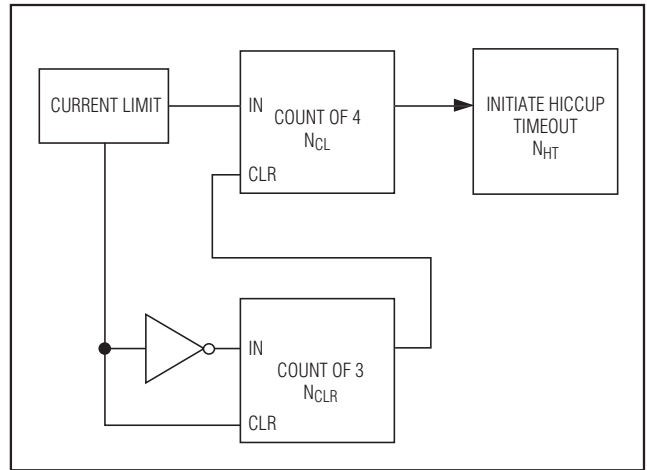 CURRENT LIMIT
IN
COUNT OF 4
NCL
CLR
INITIATE HICCUP
TIMEOUT
NHT
IN
COUNT OF 3
NCLR
CLR